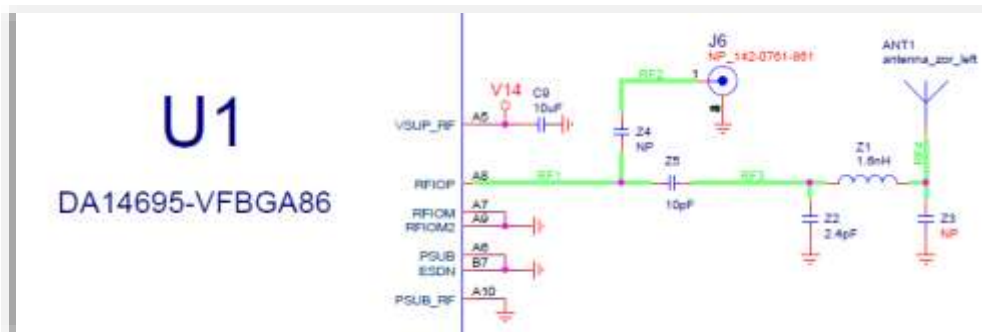 U1
DA14695-VFBGA86
VSUP_RF
A5
V14
C9
10uF
RFIOP
A8
RF1
RFIOM
A7
RFIOM2
A9
PSUB
A6
ESDN
B7
PSUB_RF
A10
J6
NP_142-0761-861
RF2
1
Z4
NP
Z5
10pF
RF3
Z2
2.4pF
Z1
1.6nH
ANT1
antenna_zor_left
RF4
Z3
NP